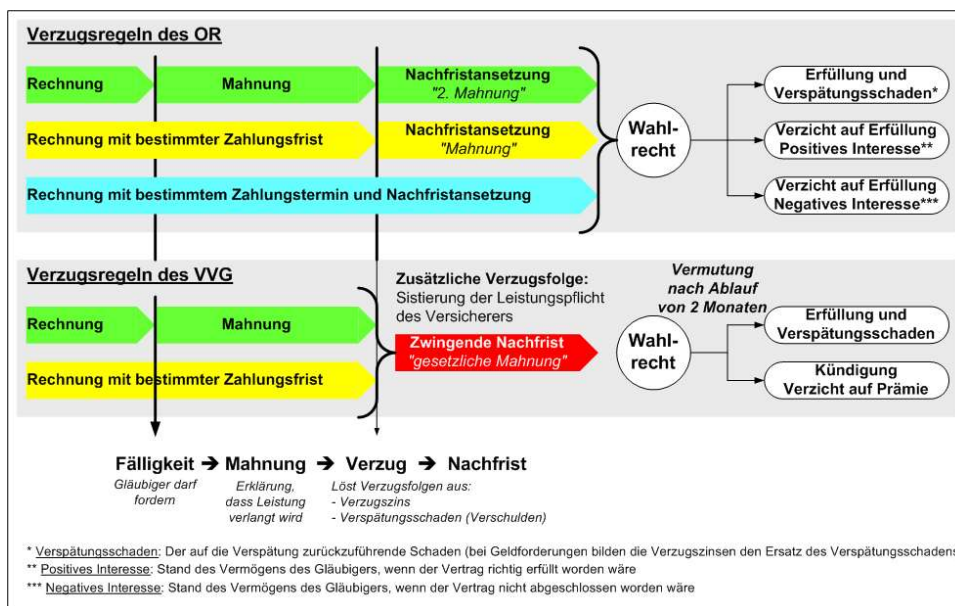 Verzugsregeln des OR
Rechnung
Mahnung
Nachfristansetzung
"2. Mahnung"
Rechnung mit bestimmter Zahlungsfrist
Nachfristansetzung
"Mahnung"
Rechnung mit bestimmtem Zahlungstermin und Nachfristansetzung
Wahl-
recht
Erfüllung und
Verspätungsschaden*
Verzicht auf Erfüllung
Positives Interesse**
Verzicht auf Erfüllung
Negatives Interesse***
Verzugsregeln des VVG
Rechnung
Mahnung
Rechnung mit bestimmter Zahlungsfrist
Zusätzliche Verzugsfolge:
Sistierung der Leistungspflicht
des Versicherers
Zwingende Nachfrist
"gesetzliche Mahnung"
Wahl-
recht
Vermutung
nach Ablauf
von 2 Monaten
Erfüllung und
Verspätungsschaden
Kündigung
Verzicht auf Prämie
Fälligkeit ➔ Mahnung ➔ Verzug ➔ Nachfrist
Gläubiger darf
fordern
Erklärung,
dass Leistung
verlangt wird
Löst Verzugsfolgen aus:
- Verzugszins
- Verspätungsschaden (Verschulden)
* Verspätungsschaden: Der auf die Verspätung zurückzuführende Schaden (bei Geldforderungen bilden die Verzugszinsen den Ersatz des Verspätungsschadens
** Positives Interesse: Stand des Vermögens des Gläubigers, wenn der Vertrag richtig erfüllt worden wäre
*** Negatives Interesse: Stand des Vermögens des Gläubigers, wenn der Vertrag nicht abgeschlossen worden wäre